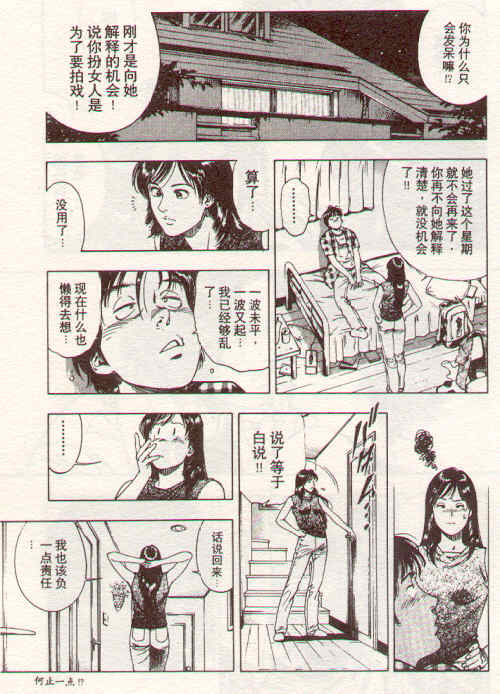 你为什么只
会发呆嘛!?
刚才是向她
解释的机会!
说你扮女人是
为了要拍戏!
她过了这个星期
就不会再来了,
你再不向她解释
清楚,就没机会
了!!
………
算了…
没用了…
一波未平,
一波又起…
我已经够乱
了…
现在什么也
懒得去想…
说了等于
白说!!
………
话说回来…
我也该负
一点责任
…
何止一点!?